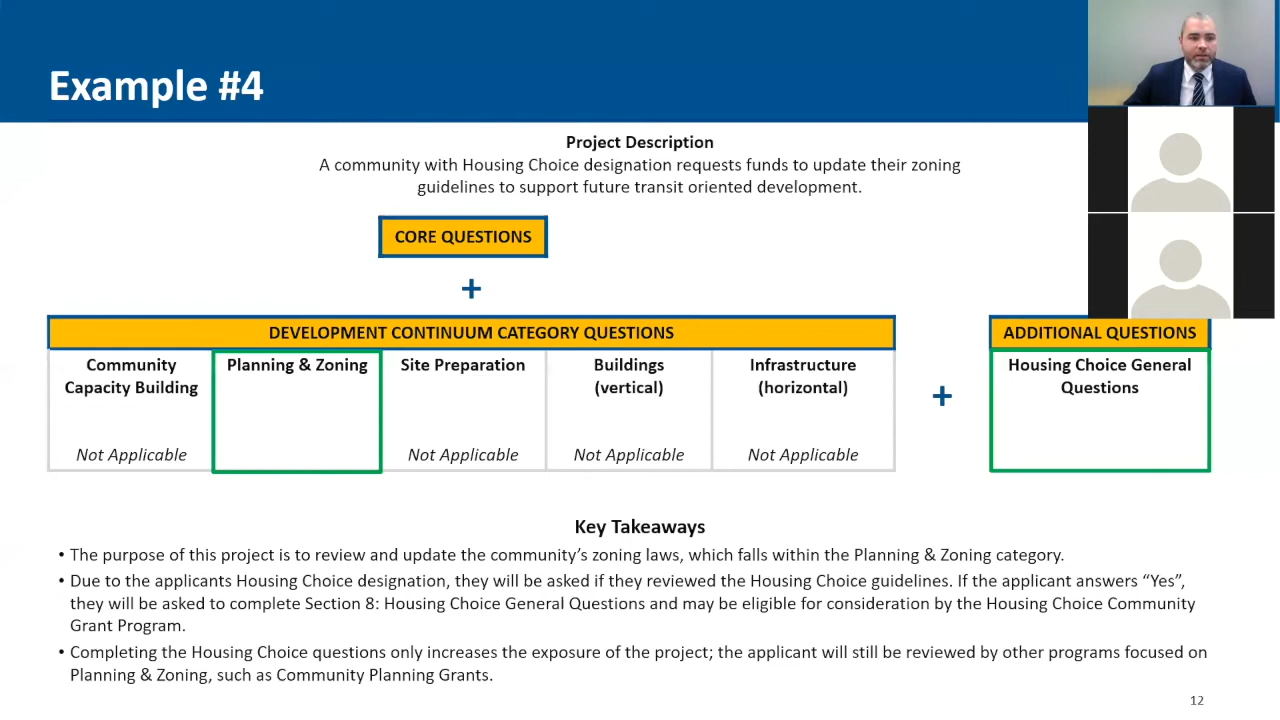 Example #4
Project Description
A community with Housing Choice designation requests funds to update their zoning
guidelines to support future transit oriented development.
CORE QUESTIONS
+
DEVELOPMENT CONTINUUM CATEGORY QUESTIONS
Community
Capacity Building
Not Applicable
Planning & Zoning
Site Preparation
Not Applicable
Buildings
(vertical)
Not Applicable
Infrastructure
(horizontal)
Not Applicable
+
ADDITIONAL QUESTIONS
Housing Choice General
Questions
Key Takeaways
• The purpose of this project is to review and update the community’s zoning laws, which falls within the Planning & Zoning category.
• Due to the applicants Housing Choice designation, they will be asked if they reviewed the Housing Choice guidelines. If the applicant answers “Yes”,
they will be asked to complete Section 8: Housing Choice General Questions and may be eligible for consideration by the Housing Choice Community
Grant Program.
• Completing the Housing Choice questions only increases the exposure of the project; the applicant will still be reviewed by other programs focused on
Planning & Zoning, such as Community Planning Grants.
12